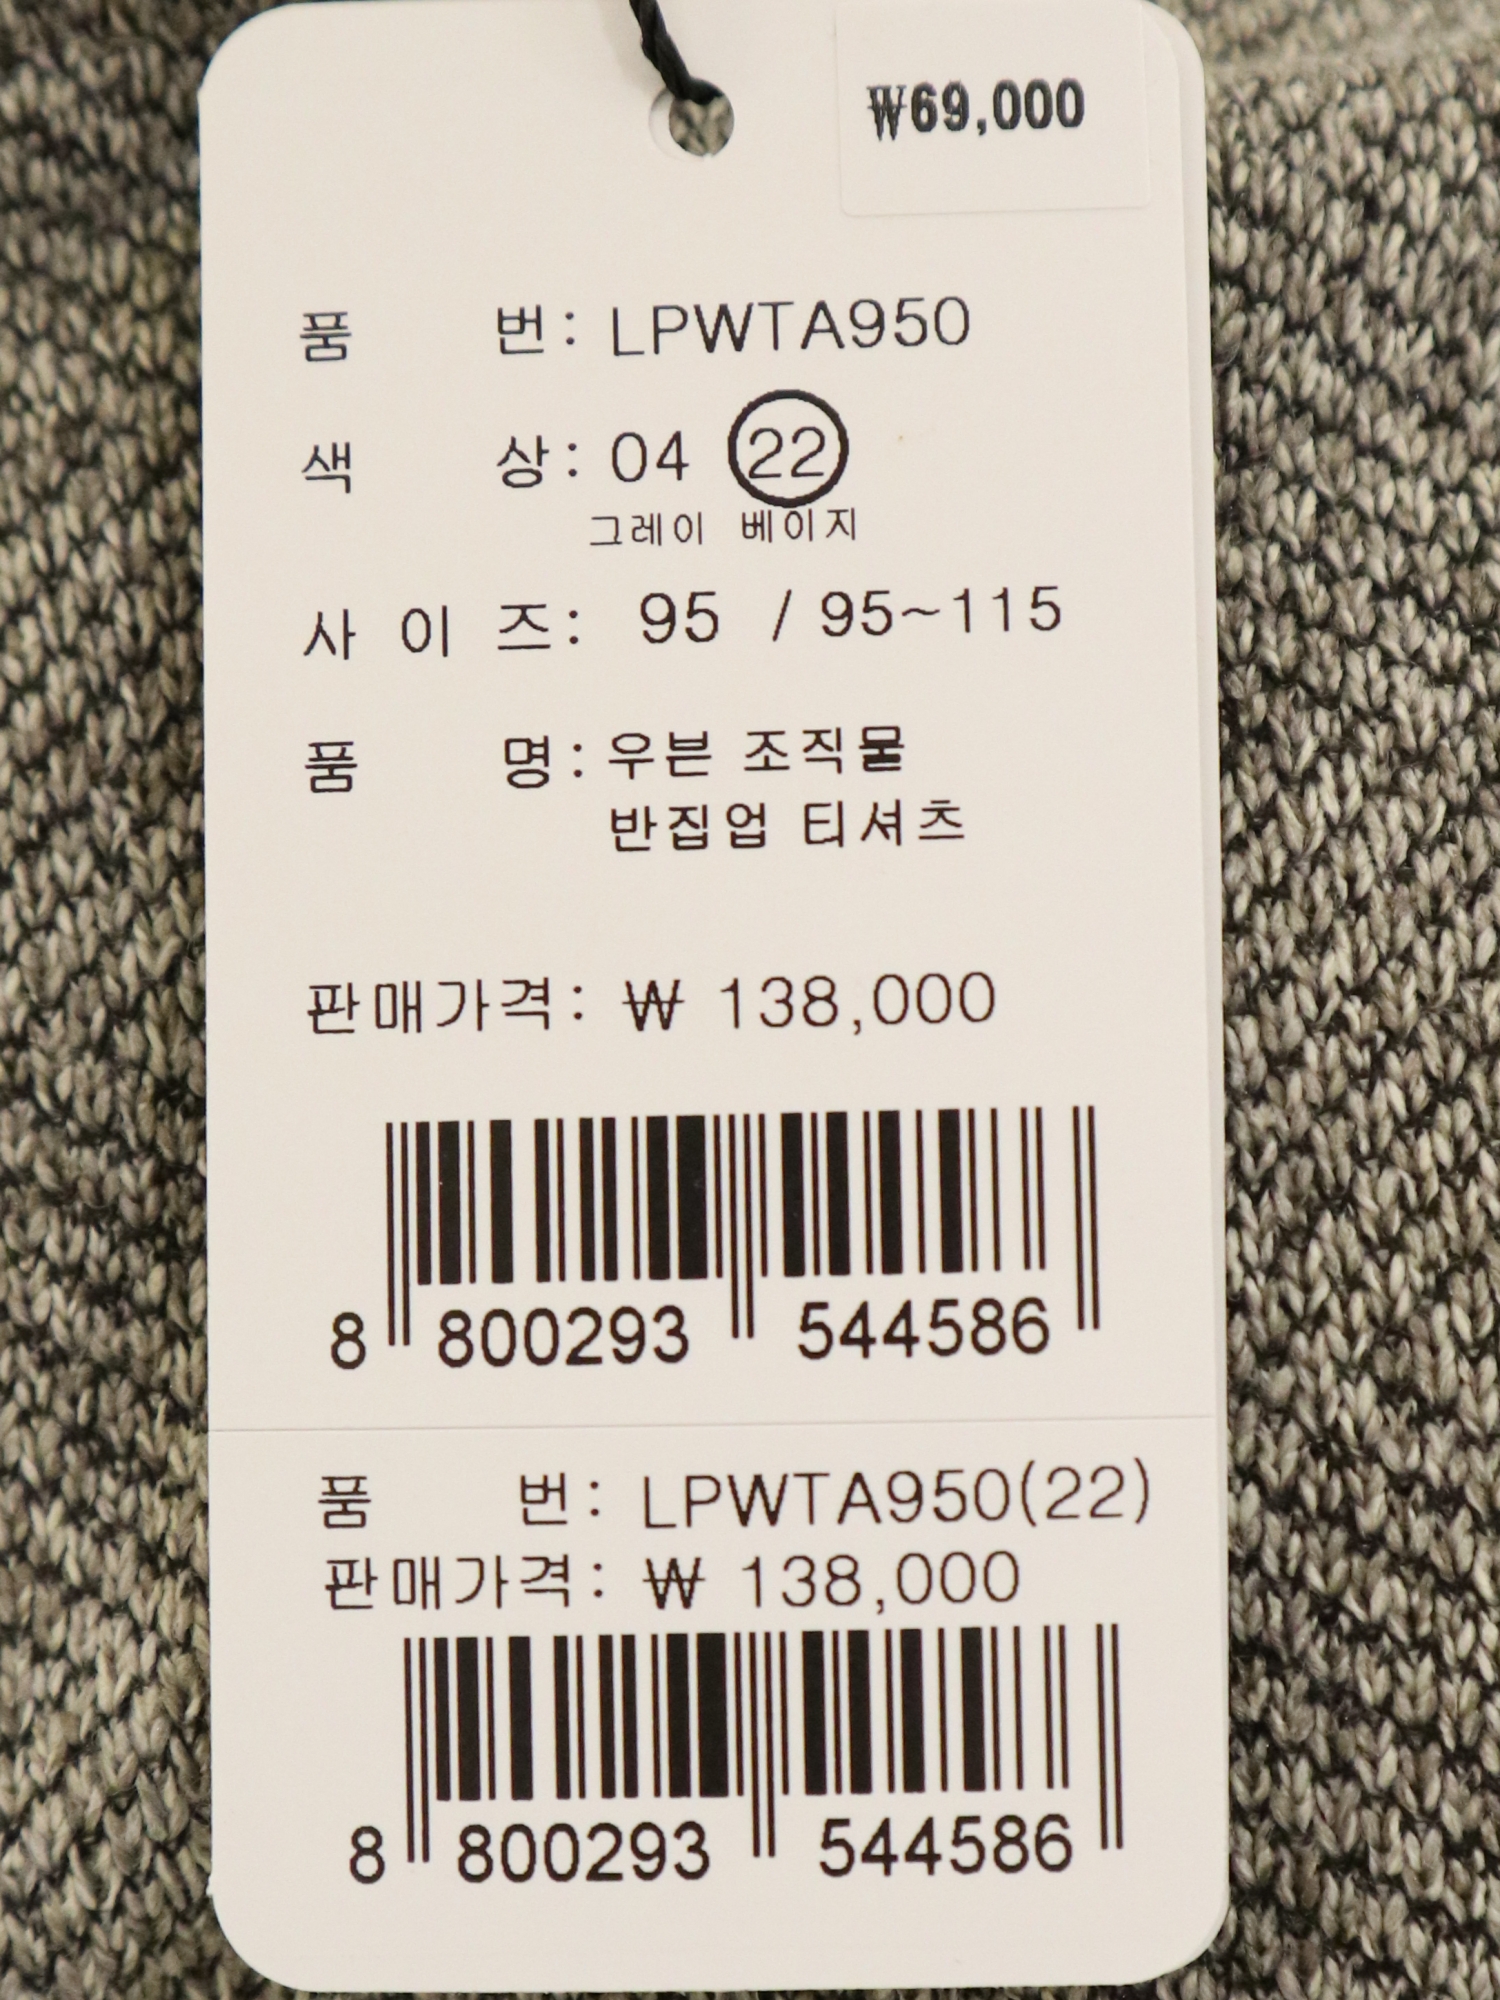 ₩69,000
품 번: LPWTA950
색 상: 04 22
그레이 베이지
사 이 즈: 95 / 95~115
품 명: 우븐 조직물
반집업 티셔츠
판매가격: ₩ 138,000
8 800293 544586
품 번: LPWTA950(22)
판매가격: ₩ 138,000
8 800293 544586